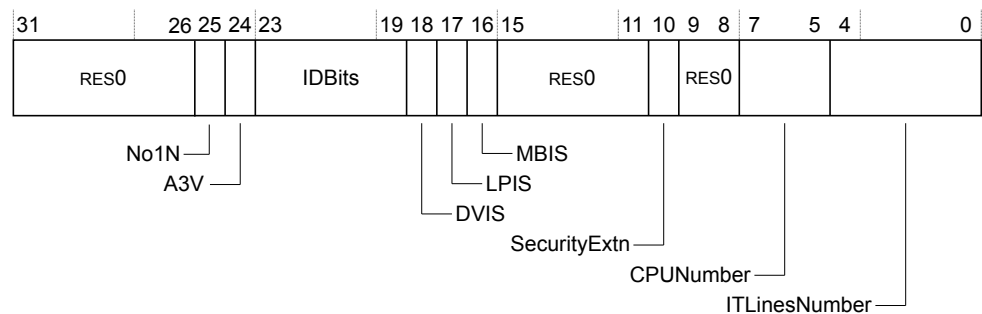 31 26 25 24 23 19 18 17 16 15 11 10 9 8 7 5 4 0
RES0 IDBits RES0 RES0
No1N MBIS
A3V LPIS
DVIS
SecurityExtn
CPUNumber
ITLinesNumber